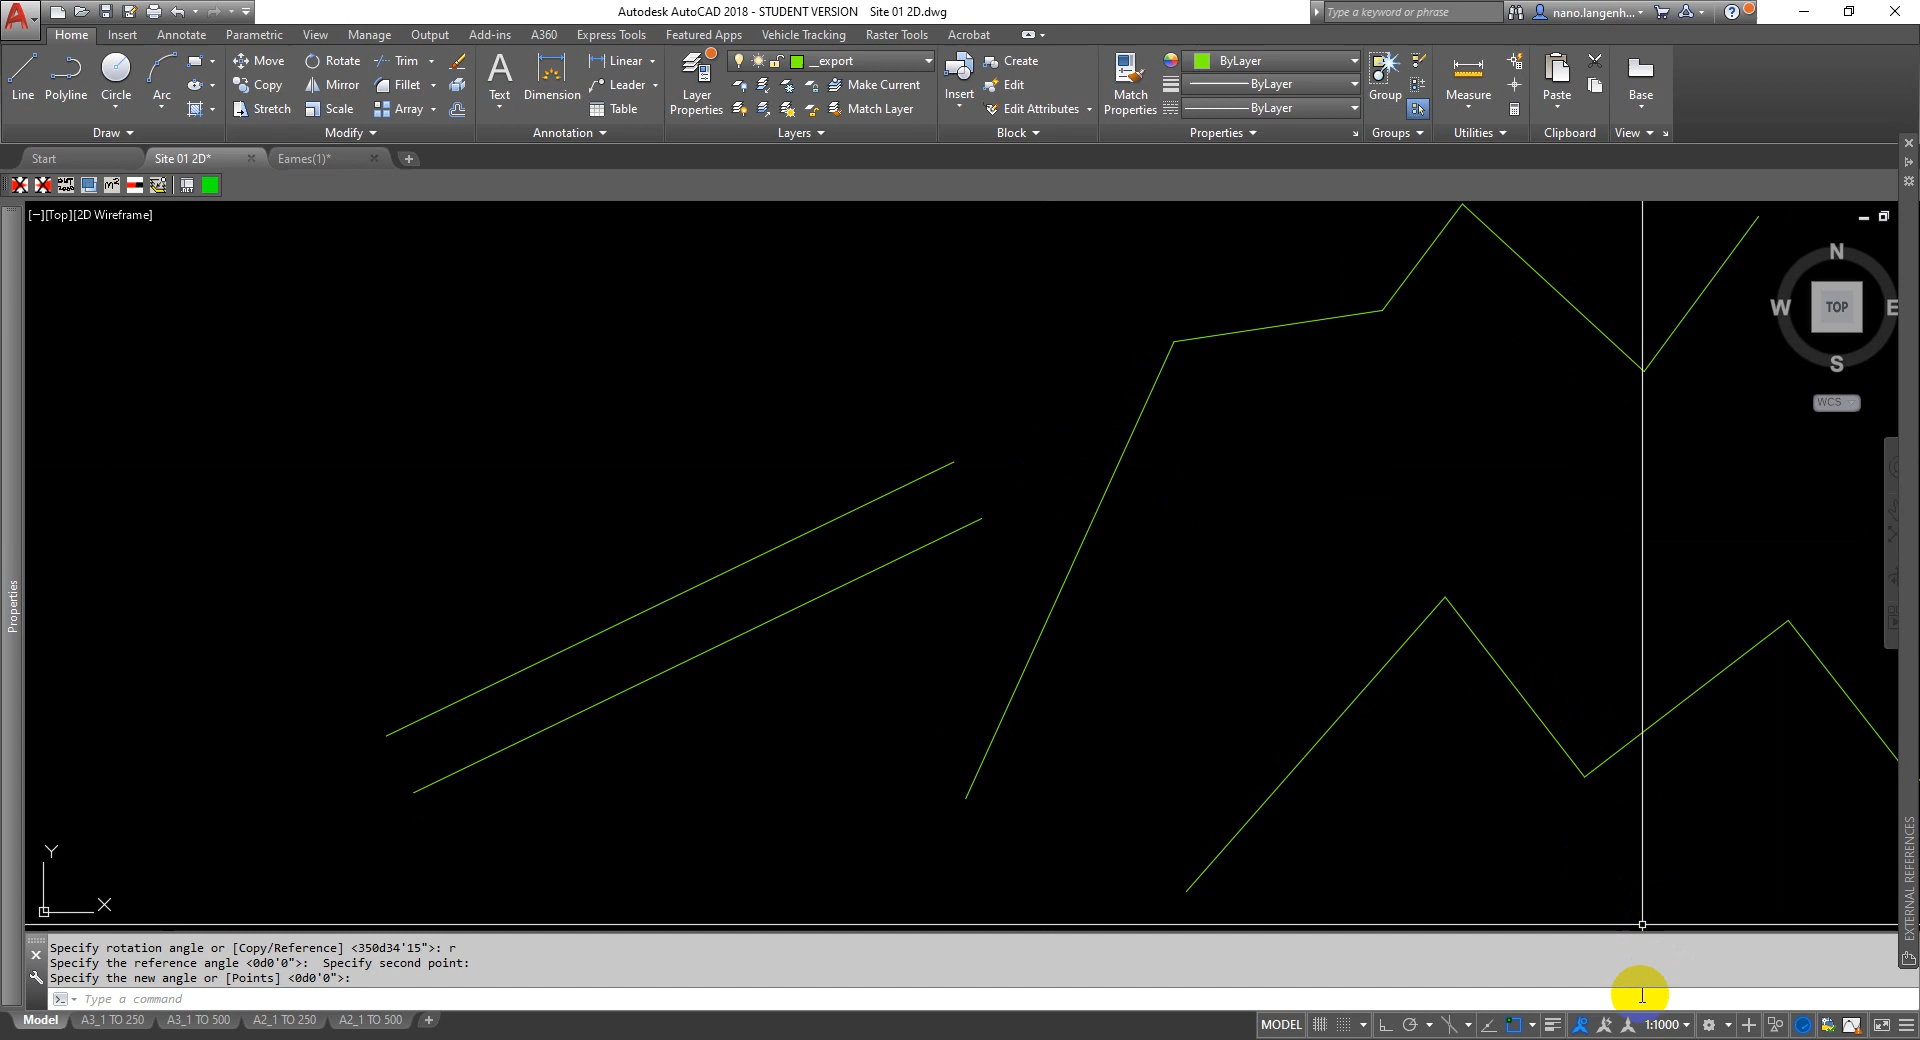 Autodesk AutoCAD 2018 - STUDENT VERSION Site 01 2D.dwg
Type a keyword or phrase
nano.langenh...
Home Insert Annotate Parametric View Manage Output Add-ins A360 Express Tools Featured Apps Vehicle Tracking Raster Tools Acrobat
Line Polyline Circle Arc
Draw
Move Rotate Trim
Copy Mirror Fillet
Stretch Scale Array
Modify
Text Dimension
Linear
Leader
Table
Annotation
Layer Properties
__export
Make Current
Match Layer
Layers
Insert
Create
Edit
Edit Attributes
Block
Match Properties
ByLayer
ByLayer
ByLayer
Properties
Group
Groups
Measure
Utilities
Paste
Clipboard
Base
View
Start Site 01 2D* Eames(1)*
OUT 2000
m²
.NET
[−][Top][2D Wireframe]
N
W TOP E
S
WCS
Properties
EXTERNAL REFERENCES
Y
X
Specify rotation angle or [Copy/Reference] <350d34'15">: r
Specify the reference angle <0d0'0">: Specify second point:
Specify the new angle or [Points] <0d0'0">:
Type a command
Model A3_1 TO 250 A3_1 TO 500 A2_1 TO 250 A2_1 TO 500
MODEL 1:1000